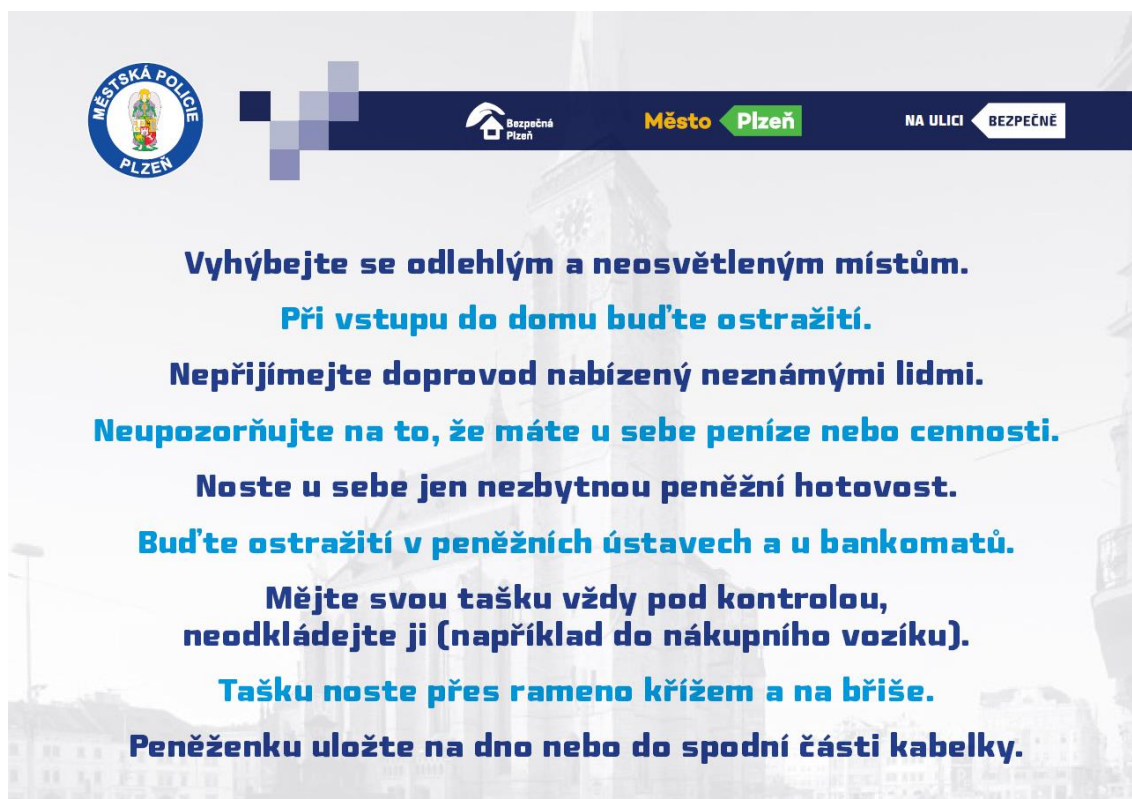 MĚSTSKÁ POLICIE
PLZEŇ
Bezpečná
Plzeň
Město Plzeň
NA ULICI BEZPEČNĚ
Vyhýbejte se odlehlým a neosvětleným místům.
Při vstupu do domu buďte ostražití.
Nepřijímejte doprovod nabízený neznámými lidmi.
Neupozorňujte na to, že máte u sebe peníze nebo cennosti.
Noste u sebe jen nezbytnou peněžní hotovost.
Buďte ostražití v peněžních ústavech a u bankomatů.
Mějte svou tašku vždy pod kontrolou,
neodkládejte ji (například do nákupního vozíku).
Tašku noste přes rameno křížem a na břiše.
Peněženku uložte na dno nebo do spodní části kabelky.